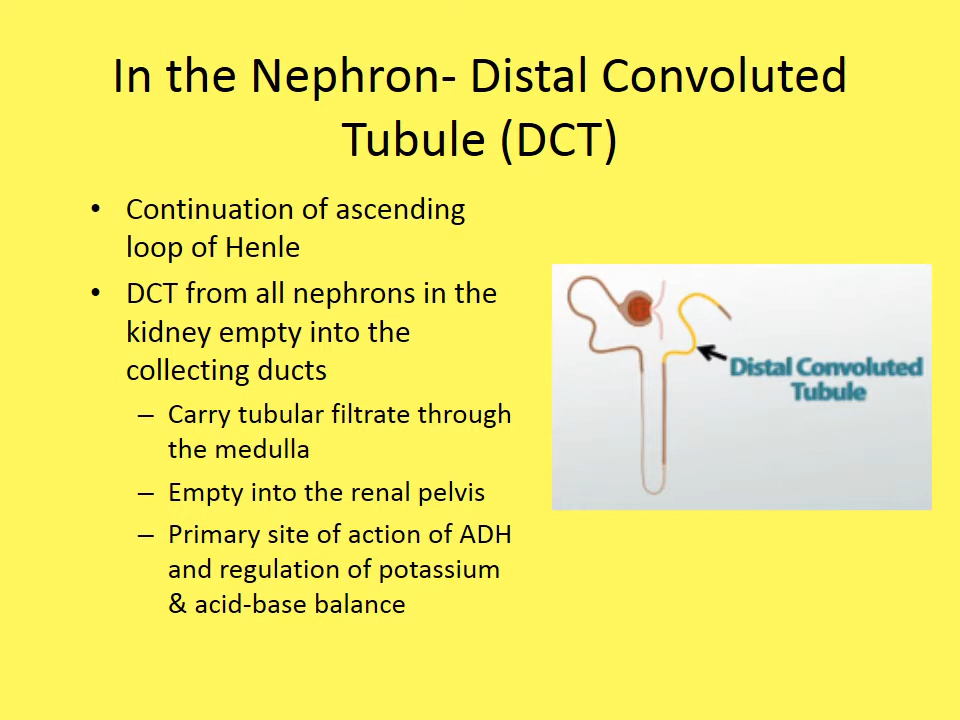 In the Nephron- Distal Convoluted
Tubule (DCT)
• Continuation of ascending
loop of Henle
• DCT from all nephrons in the
kidney empty into the
collecting ducts
– Carry tubular filtrate through
the medulla
– Empty into the renal pelvis
– Primary site of action of ADH
and regulation of potassium
& acid-base balance
Distal Convoluted
Tubule